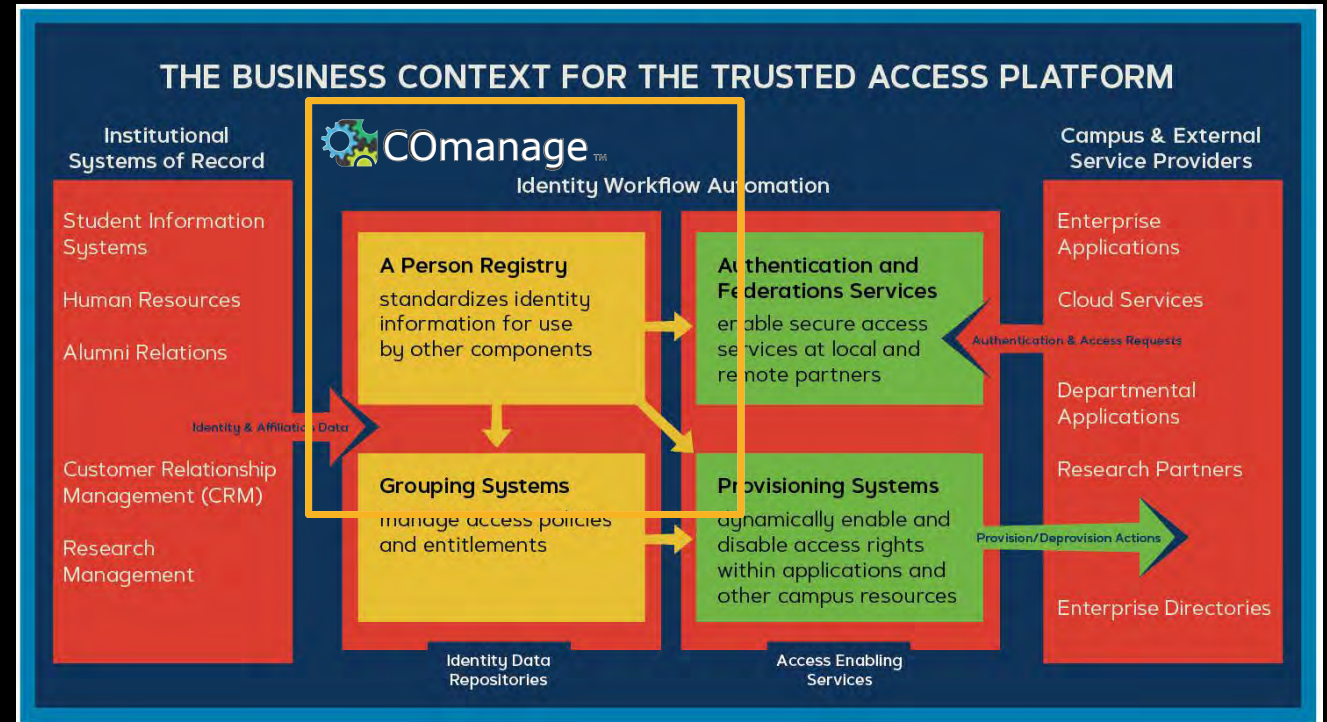 THE BUSINESS CONTEXT FOR THE TRUSTED ACCESS PLATFORM
Institutional
Systems of Record
Student Information
Systems
Human Resources
Alumni Relations
Customer Relationship
Management (CRM)
Research
Management
Identity & Affiliation Data
COmanage TM
Identity Workflow Automation
A Person Registry
standardizes identity
information for use
by other components
Grouping Systems
manage access policies
and entitlements
Identity Data
Repositories
Authentication and
Federations Services
enable secure access
services at local and
remote partners
Provisioning Systems
dynamically enable and
disable access rights
within applications and
other campus resources
Access Enabling
Services
Authentication & Access Requests
Provision/Deprovision Actions
Campus & External
Service Providers
Enterprise
Applications
Cloud Services
Departmental
Applications
Research Partners
Enterprise Directories